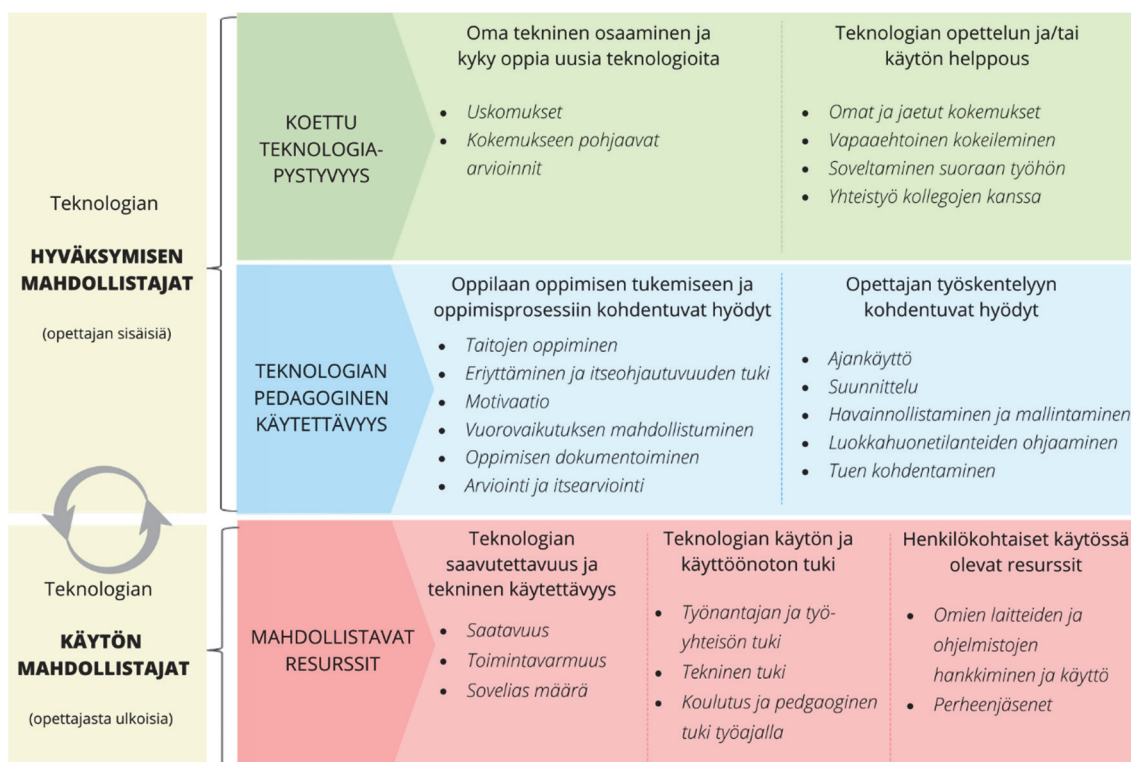 Teknologian
HYVÄKSYMISEN
MAHDOLLISTAJAT
(opettajan sisäisiä)
KOETTU
TEKNOLOGIA-
PYSTYVYYS
Oma tekninen osaaminen ja
kyky oppia uusia teknologioita
• Uskomukset
• Kokemukseen pohjaavat
arvioinnit
Teknologian opettelun ja/tai
käytön helppous
• Omat ja jaetut kokemukset
• Vapaaehtoinen kokeileminen
• Soveltaminen suoraan työhön
• Yhteistyö kollegojen kanssa
TEKNOLOGIAN
PEDAGOGINEN
KÄYTETTÄVYYS
Oppilaan oppimisen tukemiseen ja
oppimisprosessiin kohdentuvat hyödyt
• Taitojen oppiminen
• Eriyttäminen ja itseohjautuvuuden tuki
• Motivaatio
• Vuorovaikutuksen mahdollistuminen
• Oppimisen dokumentoiminen
• Arviointi ja itsearviointi
Opettajan työskentelyyn
kohdentuvat hyödyt
• Ajankäyttö
• Suunnittelu
• Havainnollistaminen ja mallintaminen
• Luokkahuonetilanteiden ohjaaminen
• Tuen kohdentaminen
Teknologian
KÄYTÖN
MAHDOLLISTAJAT
(opettajasta ulkoisia)
MAHDOLLISTAVAT
RESURSSIT
Teknologian
saavutettavuus ja
tekninen käytettävyys
• Saatavuus
• Toimintavarmuus
• Sovelias määrä
Teknologian käytön ja
käyttöönoton tuki
• Työnantajan ja työ-
yhteisön tuki
• Tekninen tuki
• Koulutus ja pedgaoginen
tuki työajalla
Henkilökohtaiset käytössä
olevat resurssit
• Omien laitteiden ja
ohjelmistojen
hankkiminen ja käyttö
• Perheenjäsenet